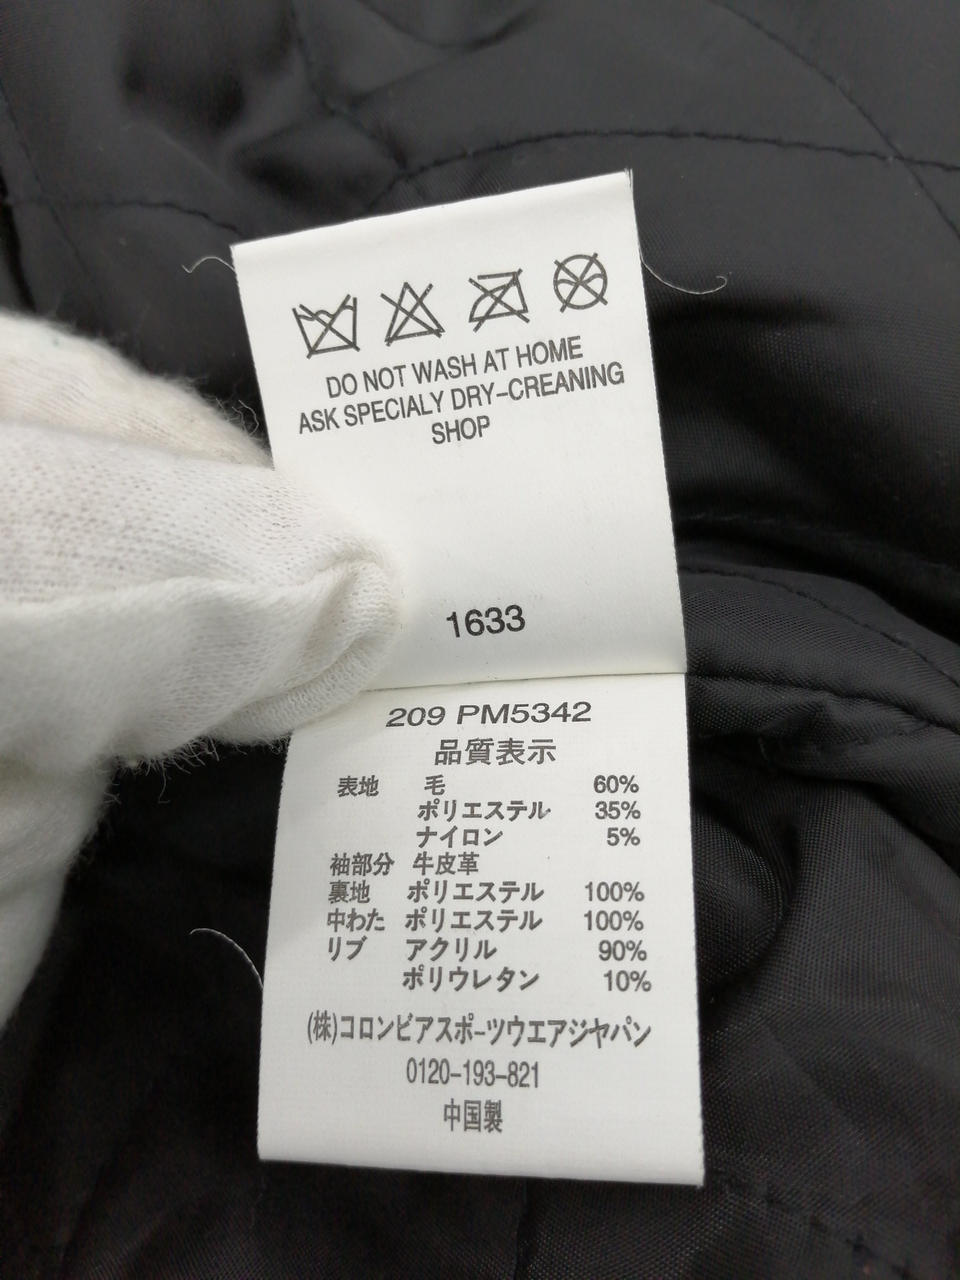 DO NOT WASH AT HOME
ASK SPECIALY DRY-CREANING
SHOP
1633
209 PM5342
品質表示
表地 毛 60%
ポリエステル 35%
ナイロン 5%
袖部分 牛皮革
裏地 ポリエステル 100%
中わた ポリエステル 100%
リブ アクリル 90%
ポリウレタン 10%
(株)コロンビアスポーツウエアジヤパン
0120-193-821
中国製